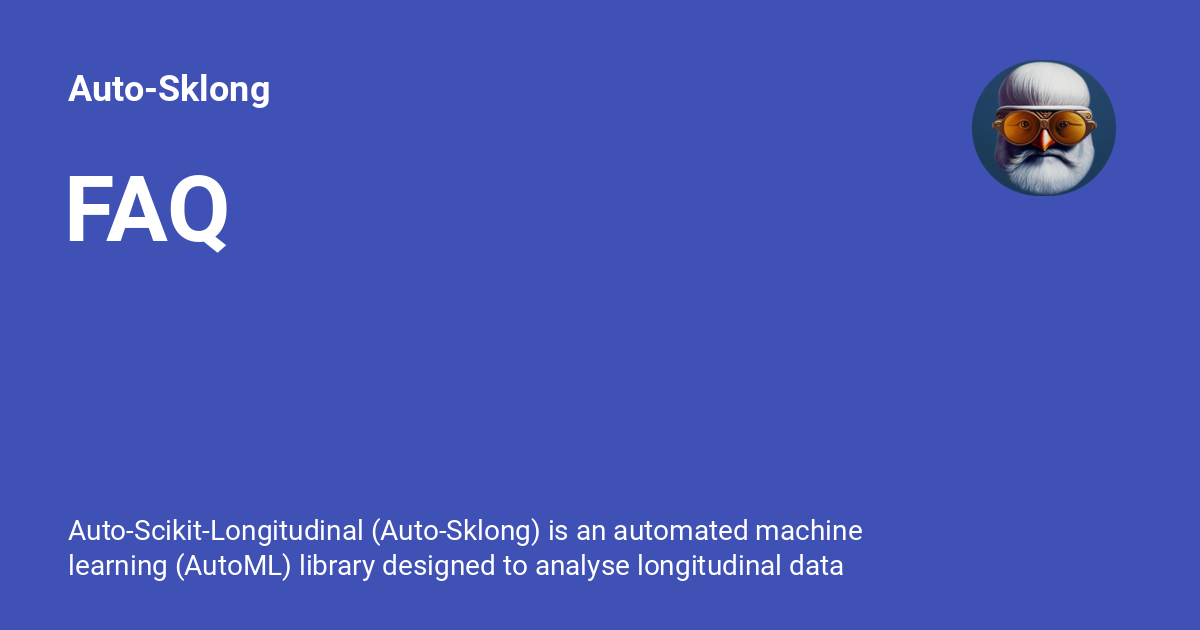 Auto-Sklong
FAQ
Auto-Scikit-Longitudinal (Auto-Sklong) is an automated machine
learning (AutoML) library designed to analyse longitudinal data